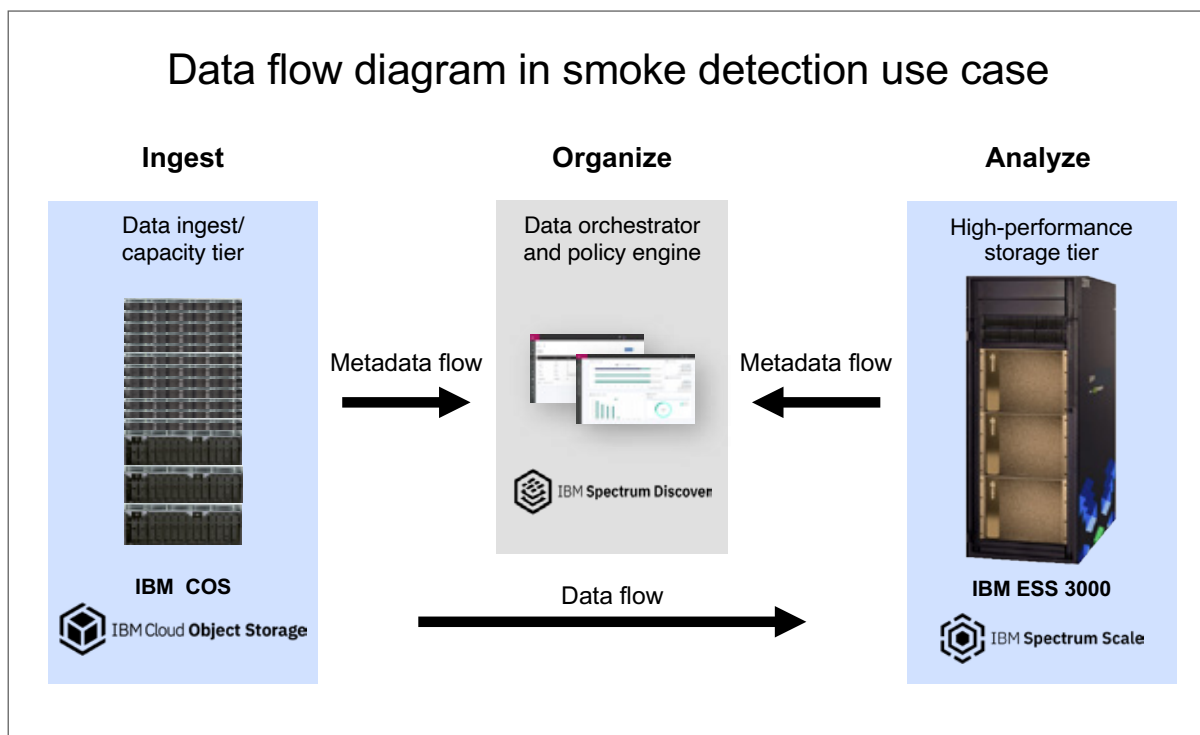 Data flow diagram in smoke detection use case
Ingest
Organize
Analyze
Data ingest/
capacity tier
Data orchestrator
and policy engine
High-performance
storage tier
Metadata flow
Metadata flow
IBM Spectrum Discover
IBM COS
IBM Cloud Object Storage
Data flow
IBM ESS 3000
IBM Spectrum Scale